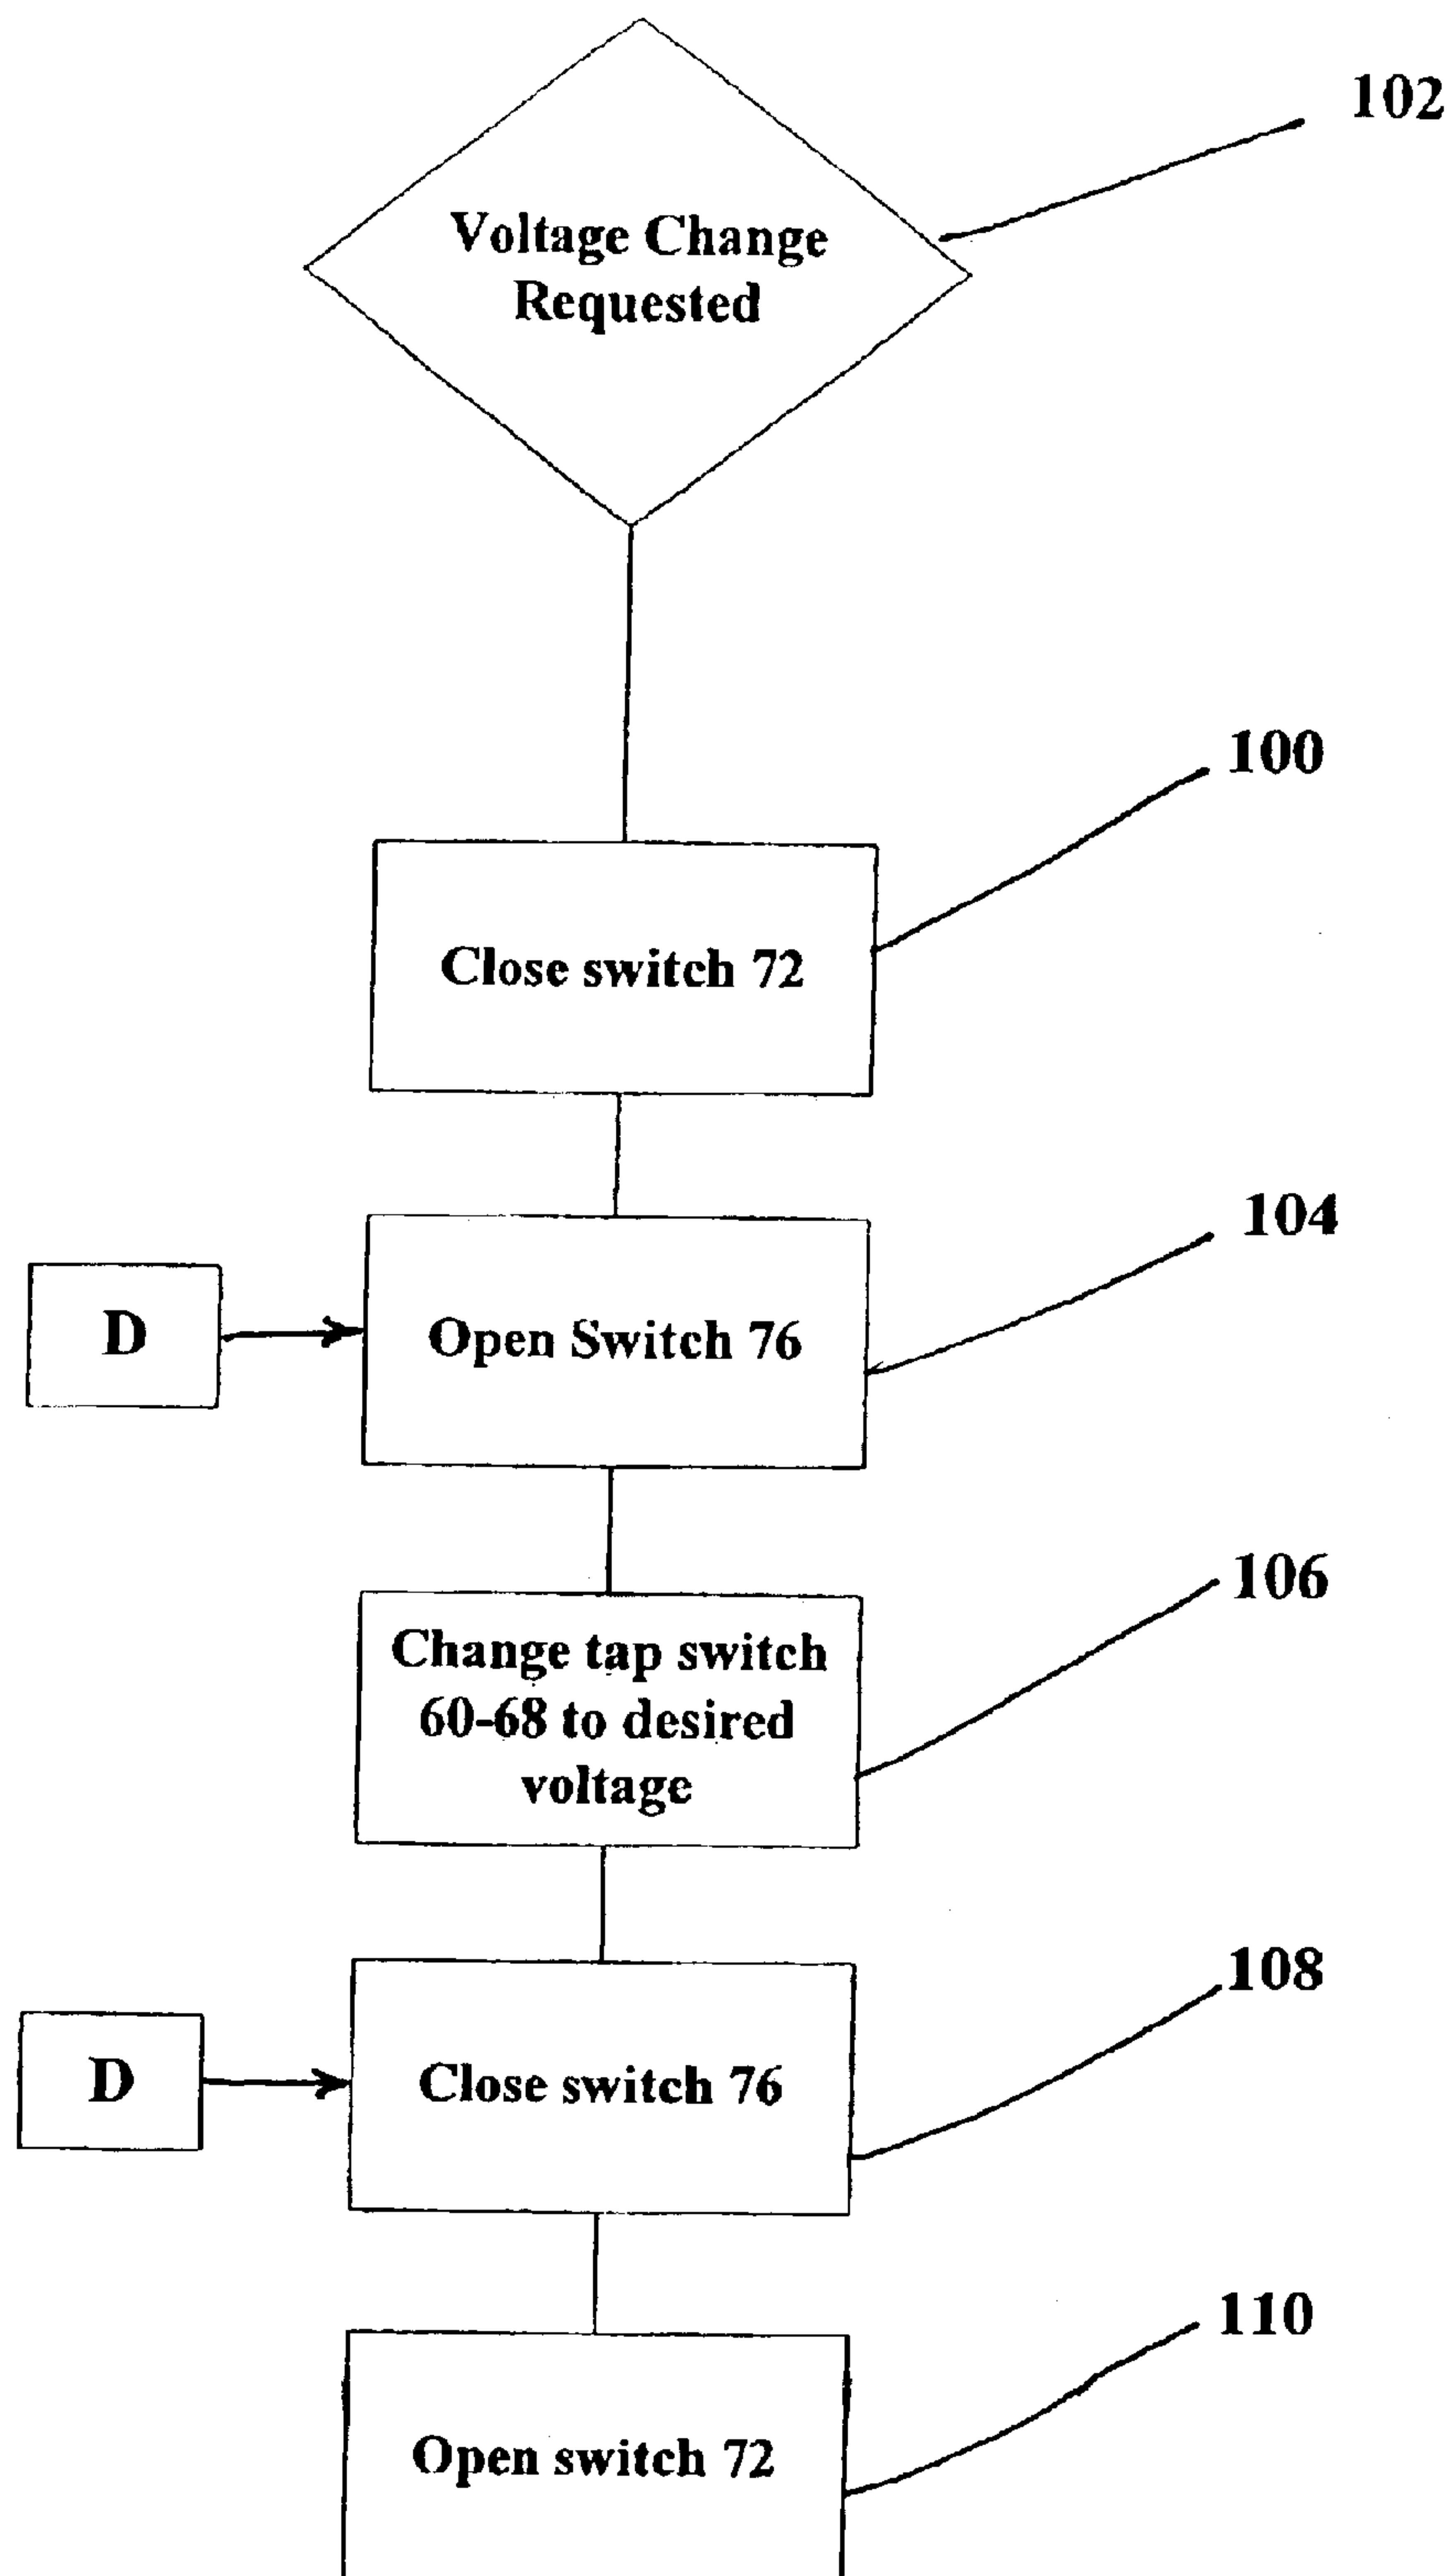 102
Voltage Change
Requested
100
Close switch 72
104
D
Open Switch 76
106
Change tap switch
60-68 to desired
voltage
108
D
Close switch 76
110
Open switch 72